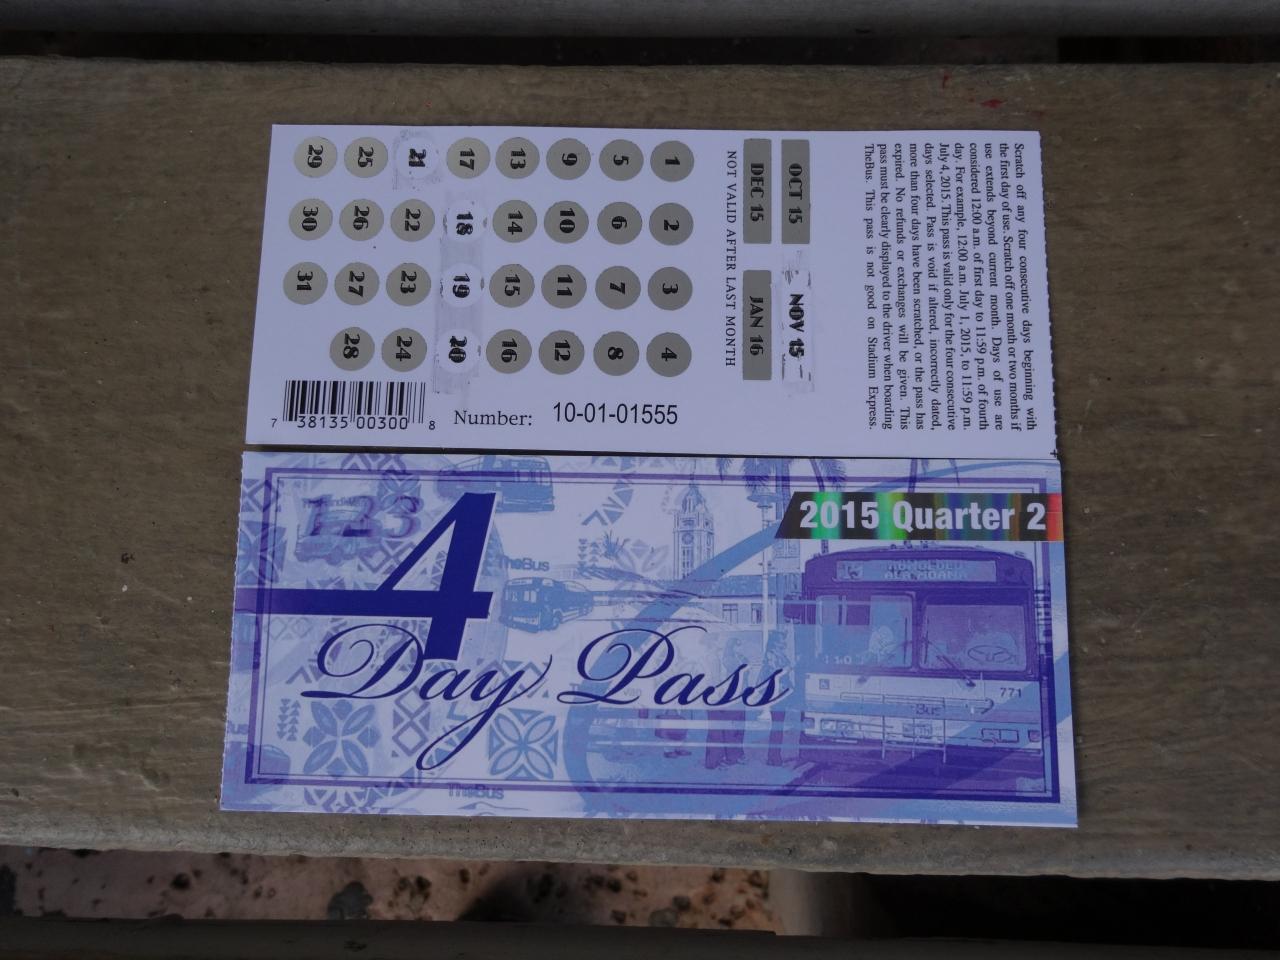 Scratch off any four consecutive days beginning with
the first day of use. Scratch off one month or two months if
use extends beyond current month. Days of use are
considered 12:00 a.m. of first day to 11:59 p.m. of fourth
day. For example, 12:00 a.m. July 1, 2015, to 11:59 p.m.
July 4, 2015. This pass is valid only for the four consecutive
days selected. Pass is void if altered, incorrectly dated,
more than four days have been scratched, or the pass has
expired. No refunds or exchanges will be given. This
pass must be clearly displayed to the driver when boarding
TheBus. This pass is not good on Stadium Express.
OCT 15 NOV 15
DEC 15 JAN 16
NOT VALID AFTER LAST MONTH
1 2 3 4
5 6 7 8
9 10 11 12
13 14 15 16
17 18 19 20
21 22 23 24
25 26 27 28
29 30 31
7 38135 00300 8
Number: 10-01-01555
2015 Quarter 2
123
4
Day Pass
TheBus
HONOLULU
ALA MOANA
771
Bus
TheBus